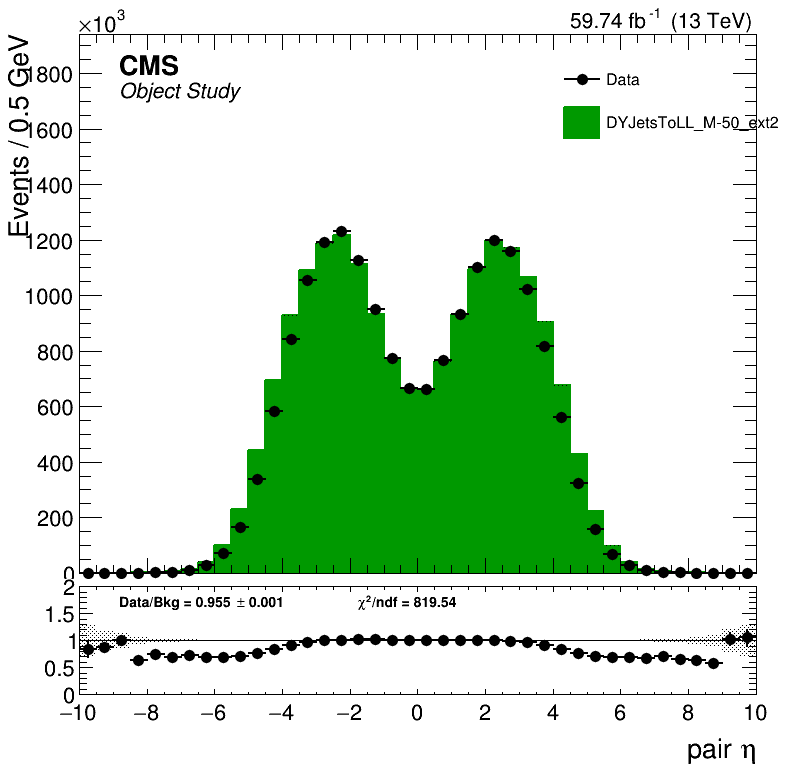 ×10³
59.74 fb⁻¹ (13 TeV)
Events / 0.5 GeV
CMS
Object Study
Data
DYJetsToLL_M-50_ext2
1800
1600
1400
1200
1000
800
600
400
200
0
Data/Bkg = 0.955 ± 0.001
χ²/ndf = 819.54
2
1.5
1
0.5
0
−10 −8 −6 −4 −2 0 2 4 6 8 10
pair η